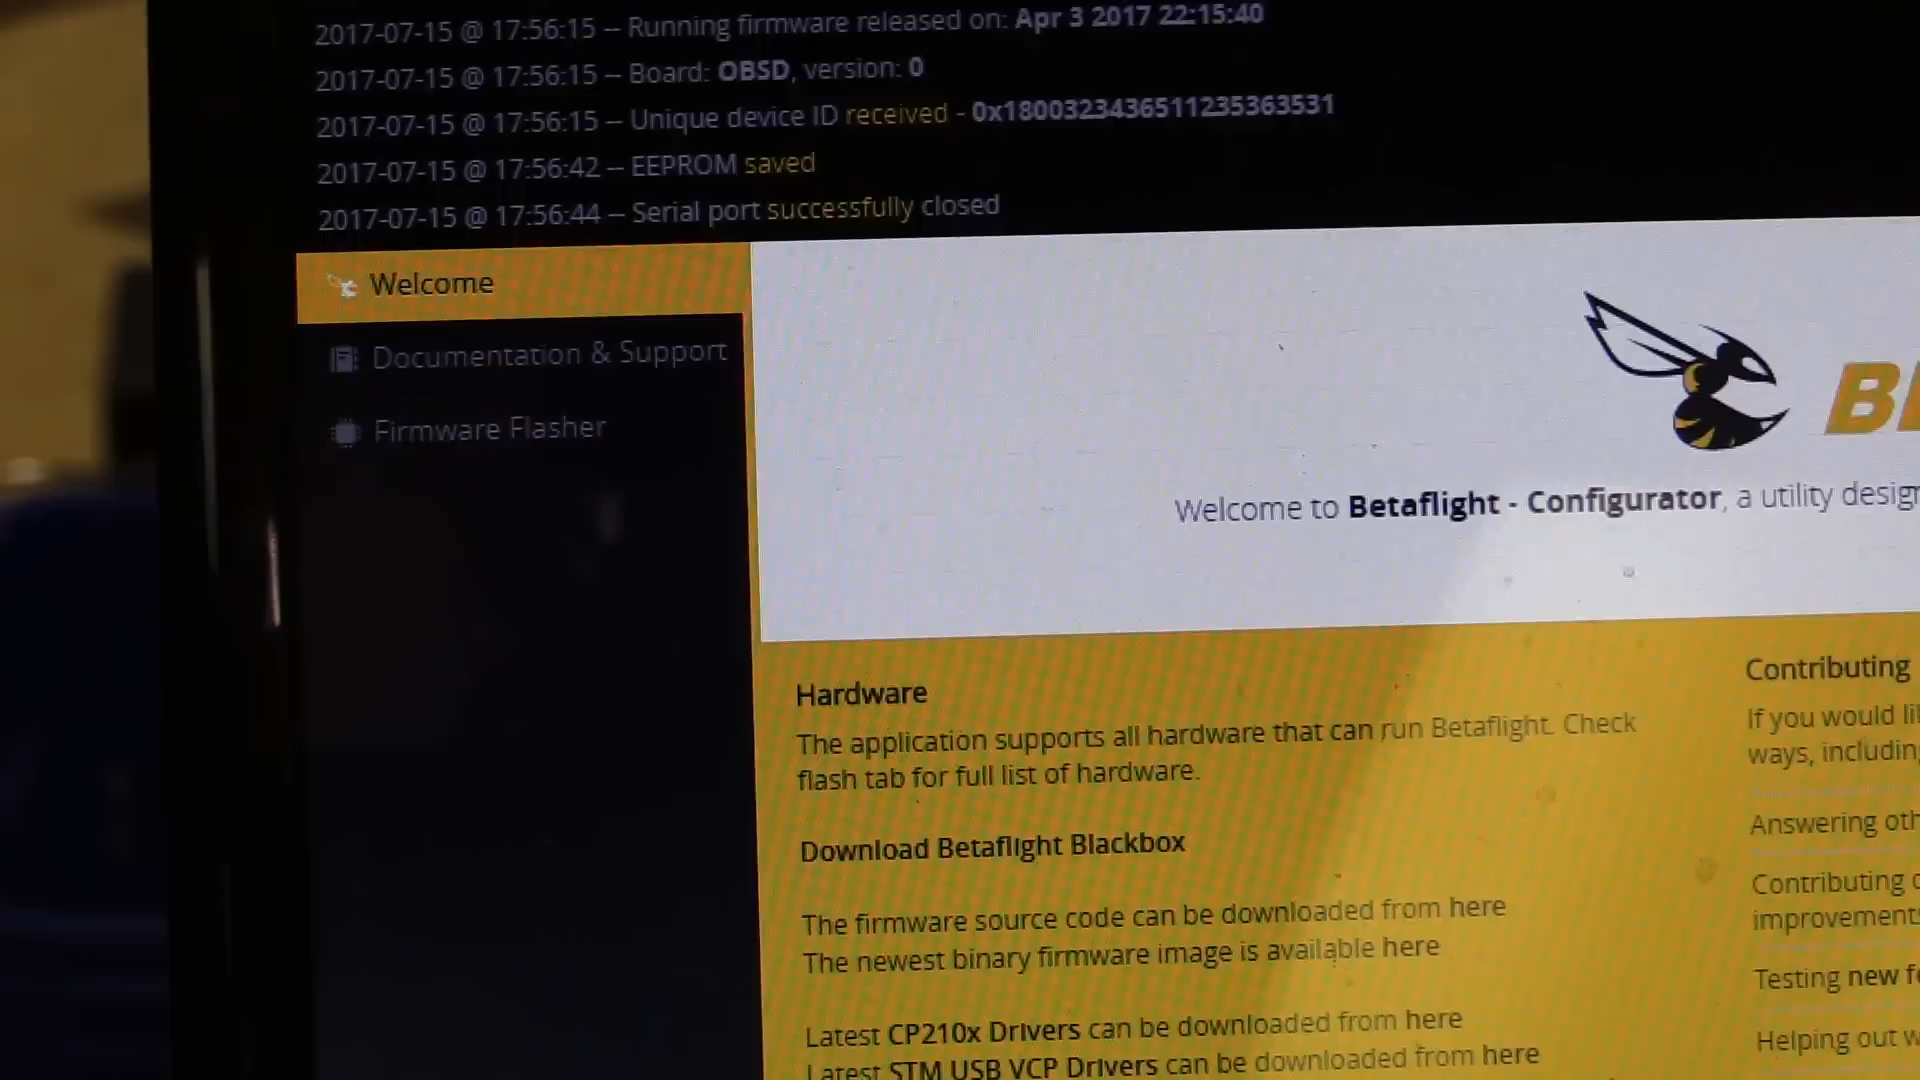 2017-07-15 @ 17:56:15 – Running firmware released on: Apr 3 2017 22:15:40
2017-07-15 @ 17:56:15 – Board: OBSD, version: 0
2017-07-15 @ 17:56:15 – Unique device ID received - 0x1800323436511235363531
2017-07-15 @ 17:56:42 – EEPROM saved
2017-07-15 @ 17:56:44 – Serial port successfully closed
Welcome
Documentation & Support
Firmware Flasher
Welcome to Betaflight - Configurator, a utility
Hardware
The application supports all hardware that can run Betaflight. Check
flash tab for full list of hardware.
Download Betaflight Blackbox
The firmware source code can be downloaded from here
The newest binary firmware image is available here
Latest CP210x Drivers can be downloaded from here
Latest STM USB VCP Drivers can be downloaded from here
Contributing
If you would
ways,
Answering
Contributing
Testing new
Helping out